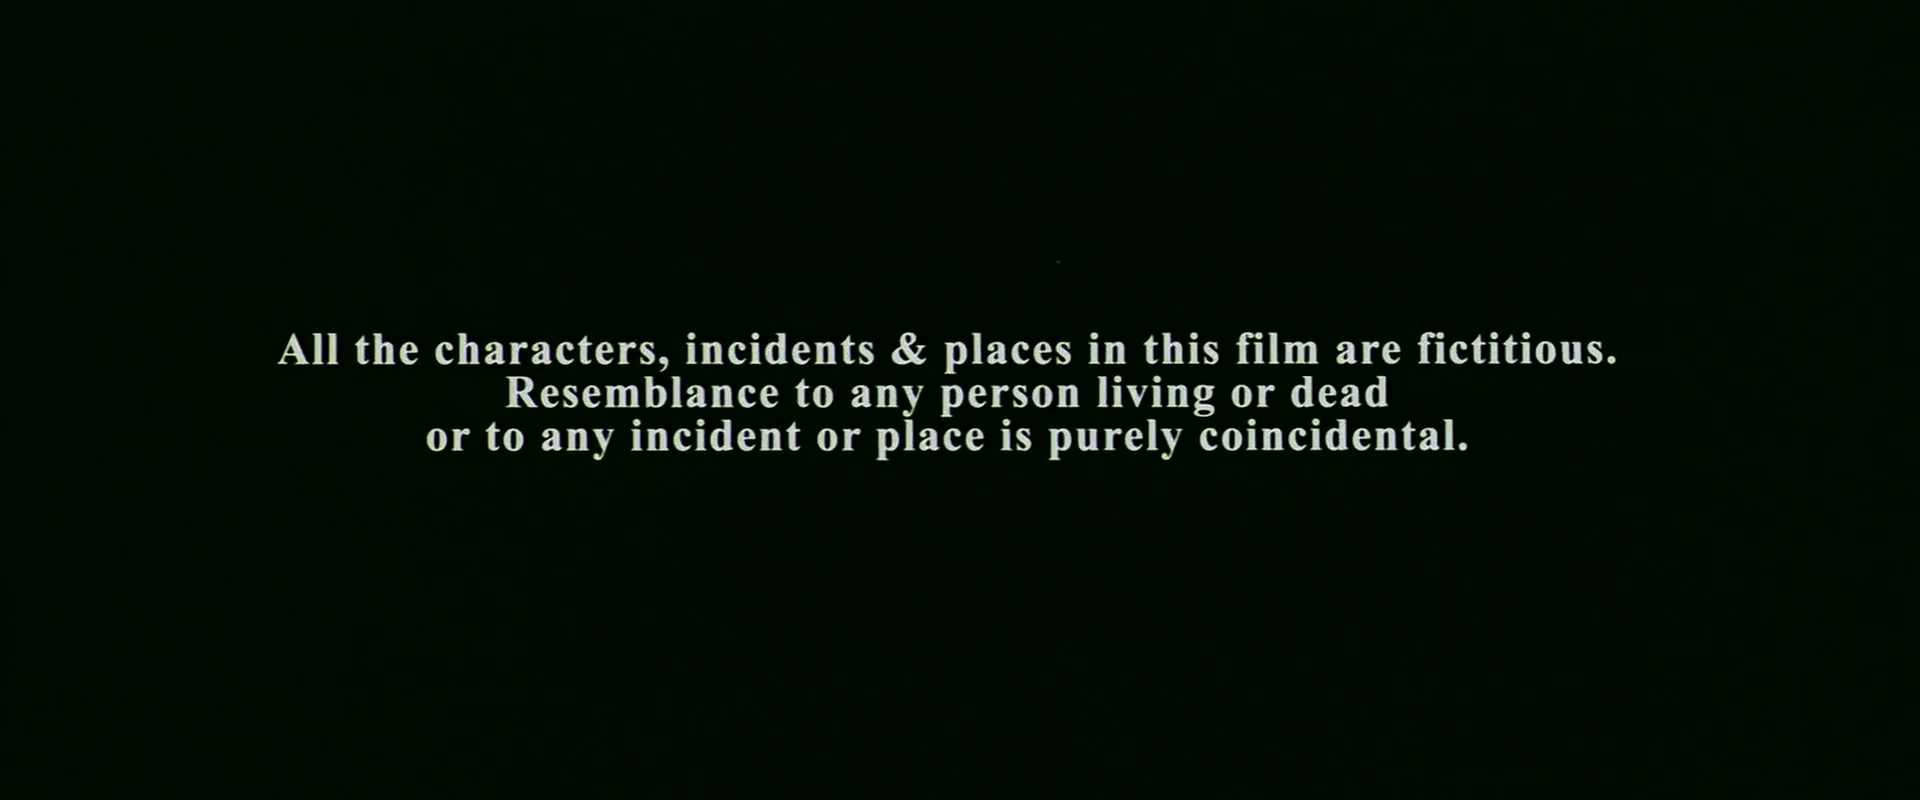 All the characters, incidents & places in this film are fictitious.
Resemblance to any person living or dead
or to any incident or place is purely coincidental.